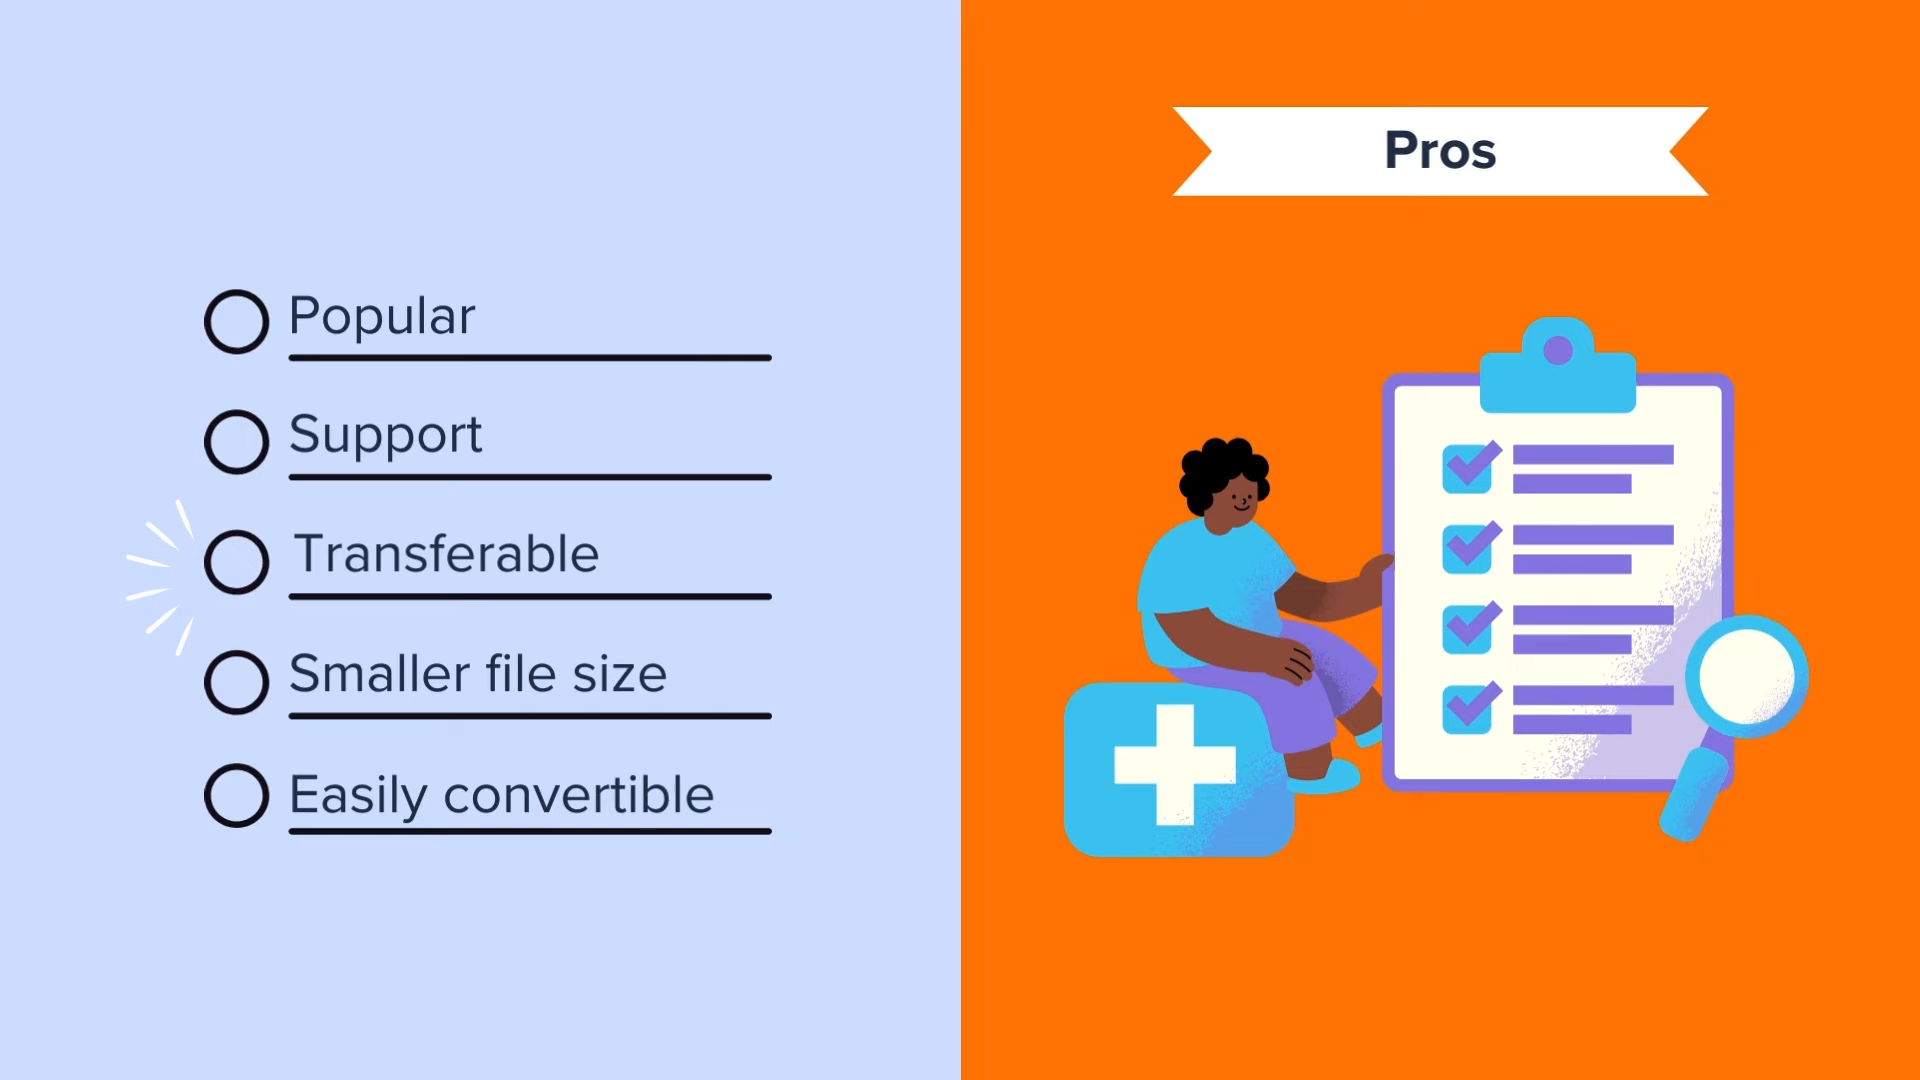 Popular
Support
Transferable
Smaller file size
Easily convertible
Pros